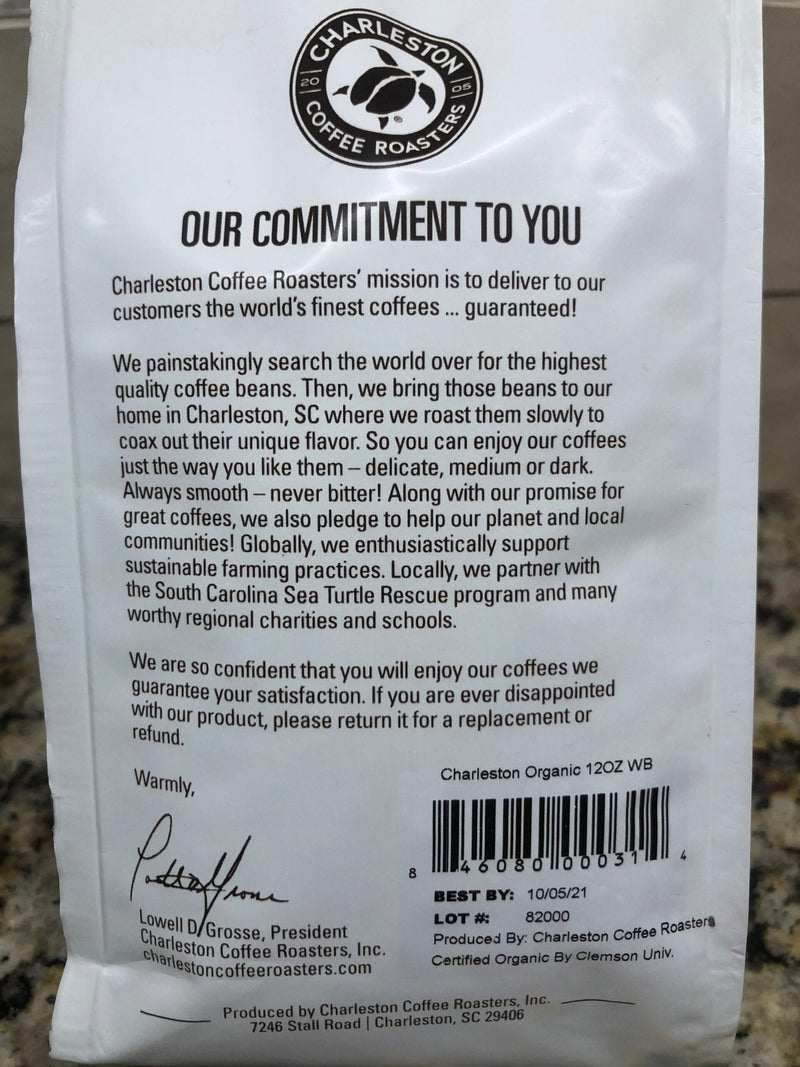 CHARLESTON
20 05
COFFEE ROASTERS
®
OUR COMMITMENT TO YOU
Charleston Coffee Roasters' mission is to deliver to our
customers the world's finest coffees ... guaranteed!
We painstakingly search the world over for the highest
quality coffee beans. Then, we bring those beans to our
home in Charleston, SC where we roast them slowly to
coax out their unique flavor. So you can enjoy our coffees
just the way you like them – delicate, medium or dark.
Always smooth – never bitter! Along with our promise for
great coffees, we also pledge to help our planet and local
communities! Globally, we enthusiastically support
sustainable farming practices. Locally, we partner with
the South Carolina Sea Turtle Rescue program and many
worthy regional charities and schools.
We are so confident that you will enjoy our coffees we
guarantee your satisfaction. If you are ever disappointed
with our product, please return it for a replacement or
refund.
Warmly,
Lowell D. Grosse, President
Charleston Coffee Roasters, Inc.
charlestoncoffeeroasters.com
Charleston Organic 12OZ WB
8 46080 00031 4
BEST BY: 10/05/21
LOT #: 82000
Produced By: Charleston Coffee Roasters
Certified Organic By Clemson Univ.
Produced by Charleston Coffee Roasters, Inc.
7246 Stall Road | Charleston, SC 29406